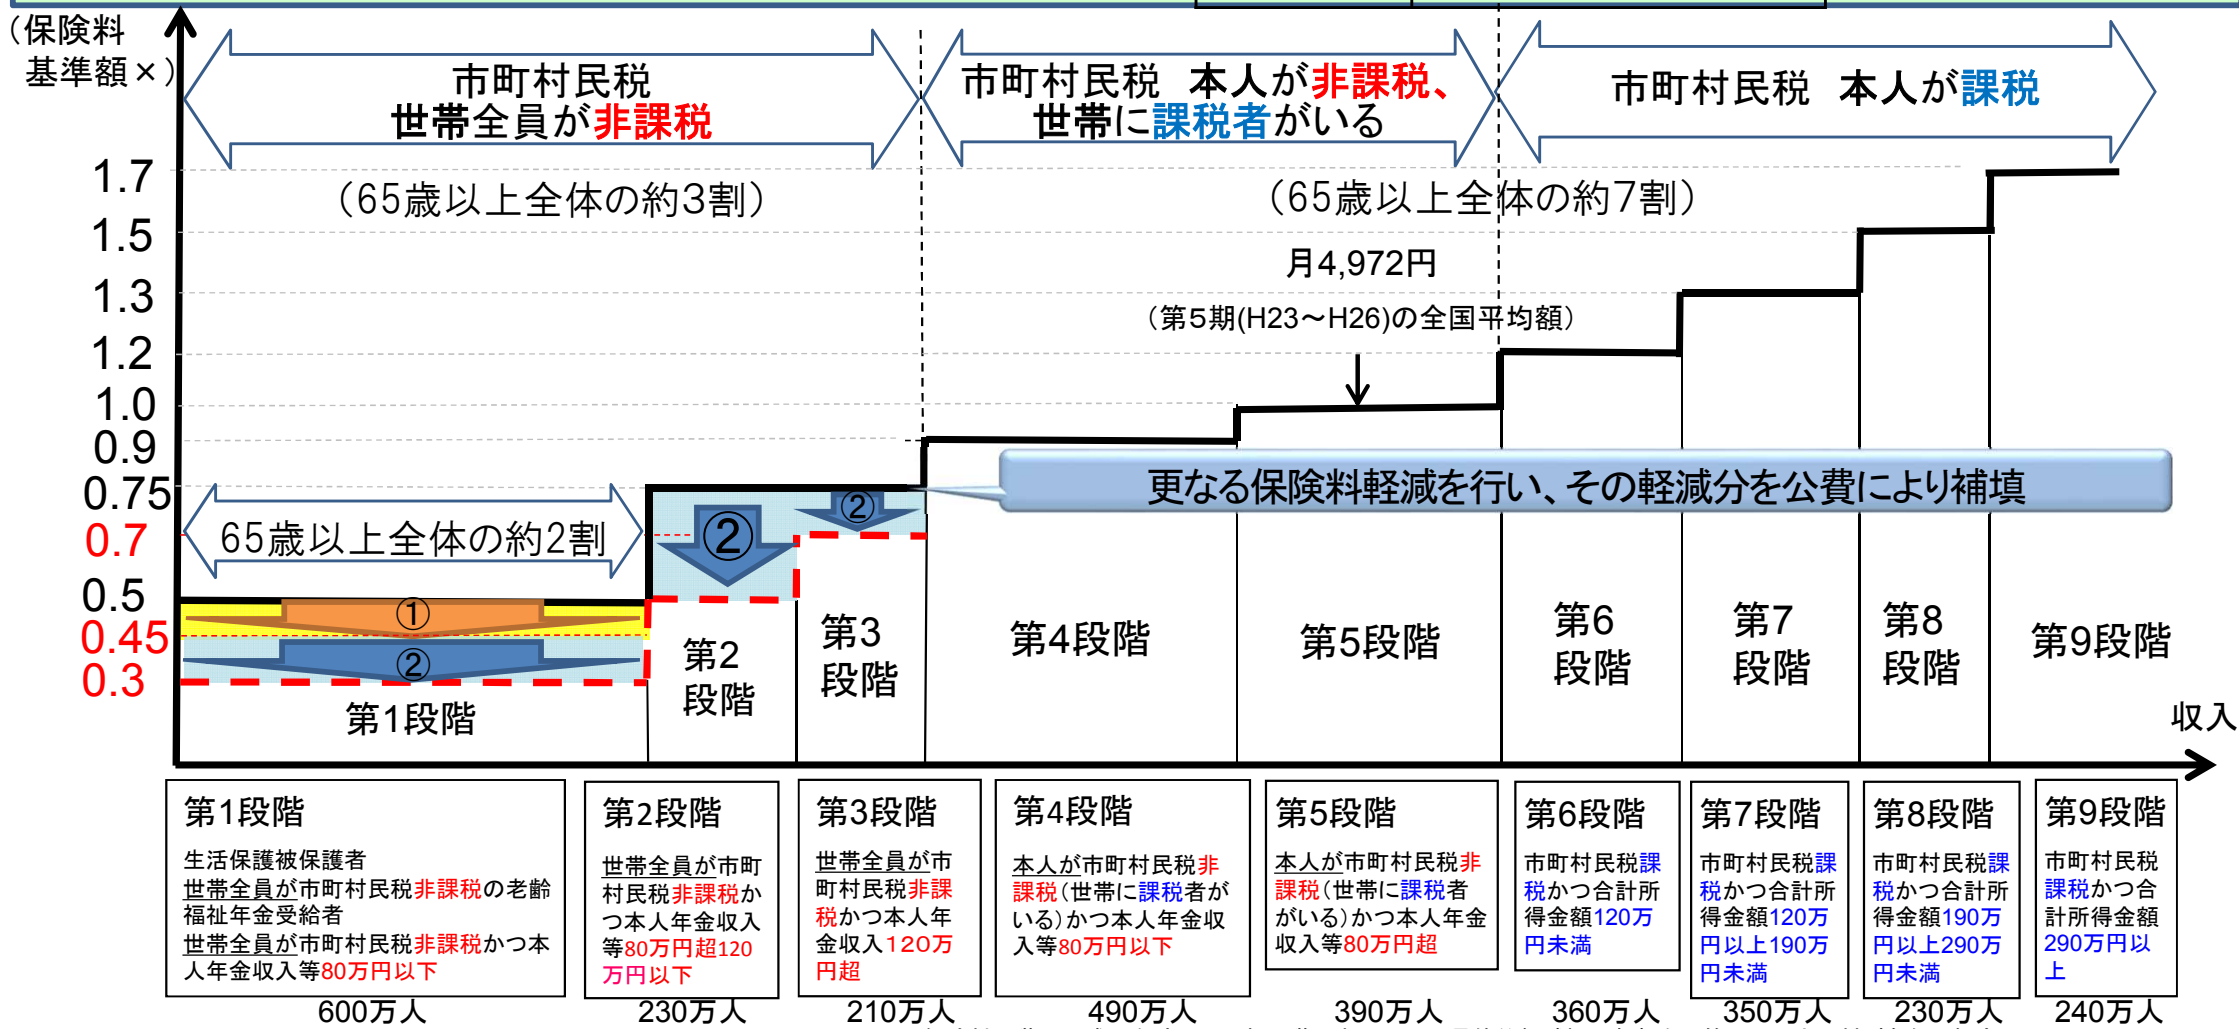 （保険料
基準額×）
市町村民税
世帯全員が非課税
市町村民税　本人が非課税、
世帯に課税者がいる
市町村民税　本人が課税
（65歳以上全体の約3割）
（65歳以上全体の約7割）
月4,972円
（第５期(H23～H26)の全国平均額）
1.7
1.5
1.3
1.2
1.0
0.9
0.75
0.7
0.5
0.45
0.3
更なる保険料軽減を行い、その軽減分を公費により補填
65歳以上全体の約2割
②
②
①
②
第1段階
第2
段階
第3
段階
第4段階
第5段階
第6
段階
第7
段階
第8
段階
第9段階
収入
第1段階
生活保護被保護者
世帯全員が市町村民税非課税の老齢
福祉年金受給者
世帯全員が市町村民税非課税かつ本
人年金収入等80万円以下
600万人
第2段階
世帯全員が市町
村民税非課税か
つ本人年金収入
等80万円超120
万円以下
230万人
第3段階
世帯全員が市
町村民税非課
税かつ本人年
金収入１２０万
円超
210万人
第4段階
本人が市町村民税非
課税（世帯に課税者が
いる）かつ本人年金収
入等80万円以下
490万人
第5段階
本人が市町村民税非
課税（世帯に課税者
がいる）かつ本人年金
収入等80万円超
390万人
第6段階
市町村民税課
税かつ合計所
得金額120万
円未満
360万人
第7段階
市町村民税課
税かつ合計所
得金額120万
円以上190万
円未満
350万人
第8段階
市町村民税課
税かつ合計所
得金額190万
円以上290万
円未満
230万人
第9段階
市町村民税
課税かつ合
計所得金額
290万円以
上
240万人